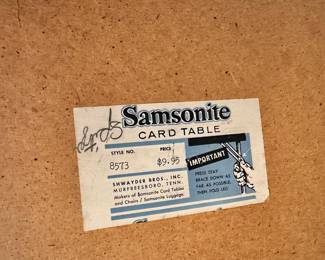 Samsonite
CARD TABLE
STYLE NO. PRICE
8573 $9.95
SHWAYDER BROS., INC.
MURFREESBORO, TENN.
Makers of Samsonite Card Tables
and Chairs / Samsonite Luggage
IMPORTANT
PRESS STAY
BRACE DOWN AS
FAR AS POSSIBLE,
THEN FOLD LEG